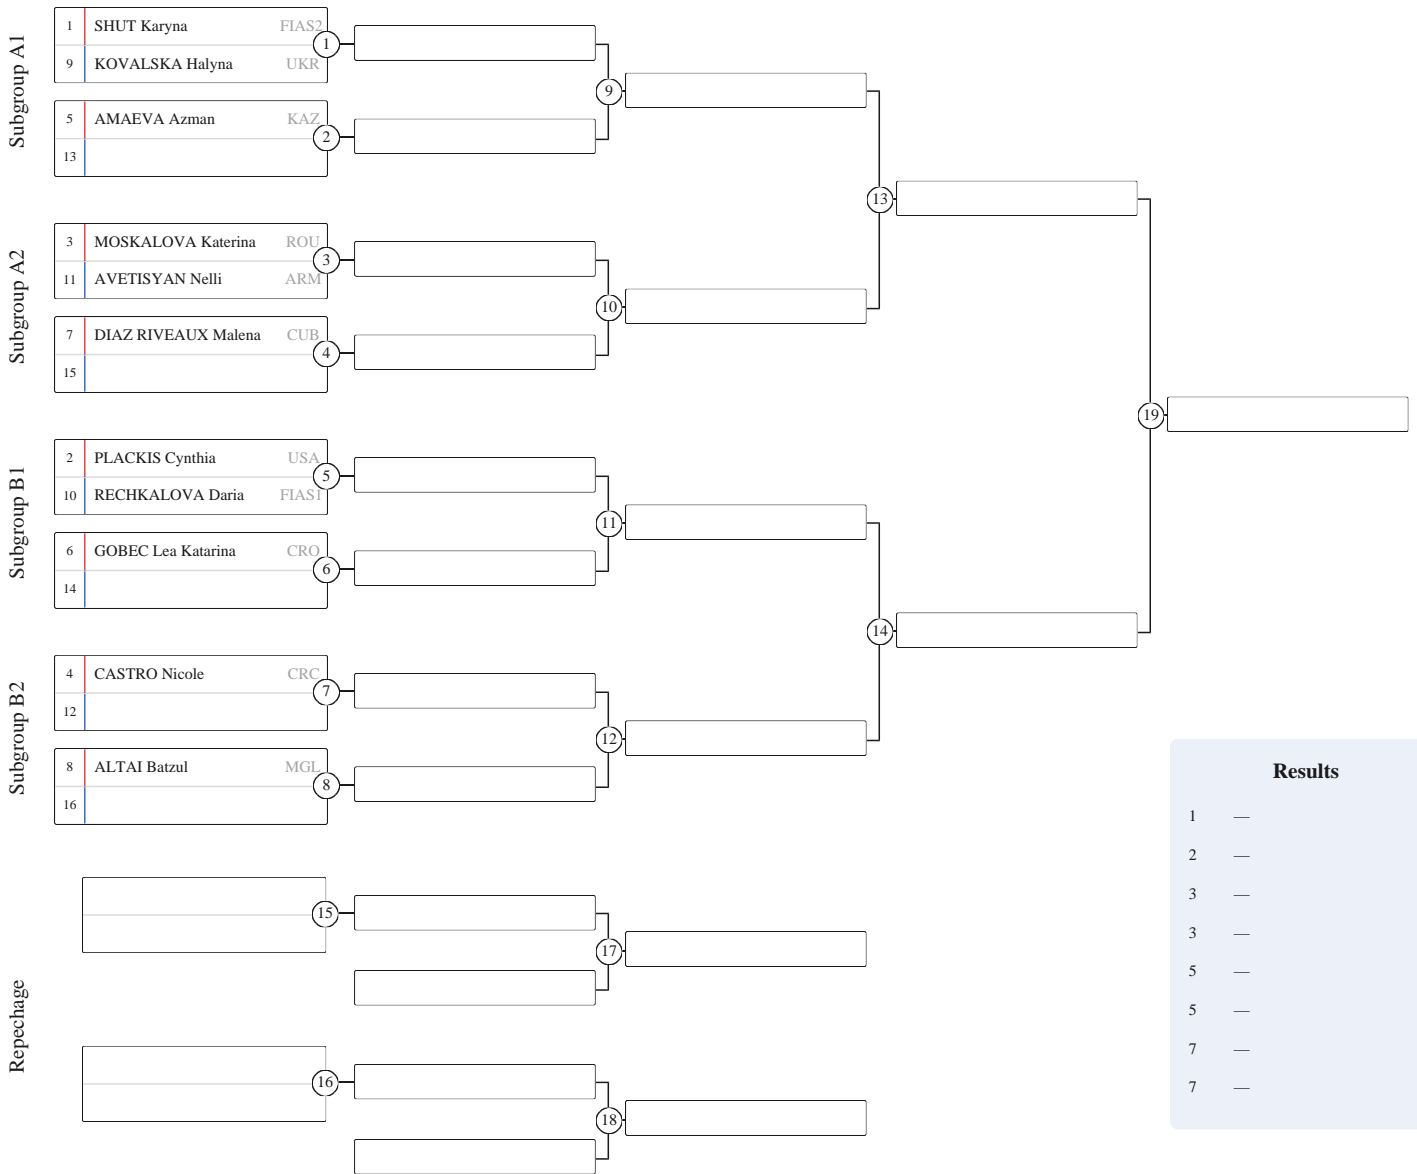 Subgroup A1
1 SHUT Karyna FIAS2
9 KOVALSKA Halyna UKR
1
5 AMAEVA Azman KAZ
13
2
9
Subgroup A2
3 MOSKALOVA Katerina ROU
11 AVETISYAN Nelli ARM
3
7 DIAZ RIVEAUX Malena CUB
15
4
10
13
Subgroup B1
2 PLACKIS Cynthia USA
10 RECHKALOVA Daria FIAS1
5
6 GOBEC Lea Katarina CRO
14
6
11
Subgroup B2
4 CASTRO Nicole CRC
12
7
8 ALTAI Batzul MGL
16
8
12
14
19
Repechage
15
17
16
18
Results
1 —
2 —
3 —
3 —
5 —
5 —
7 —
7 —